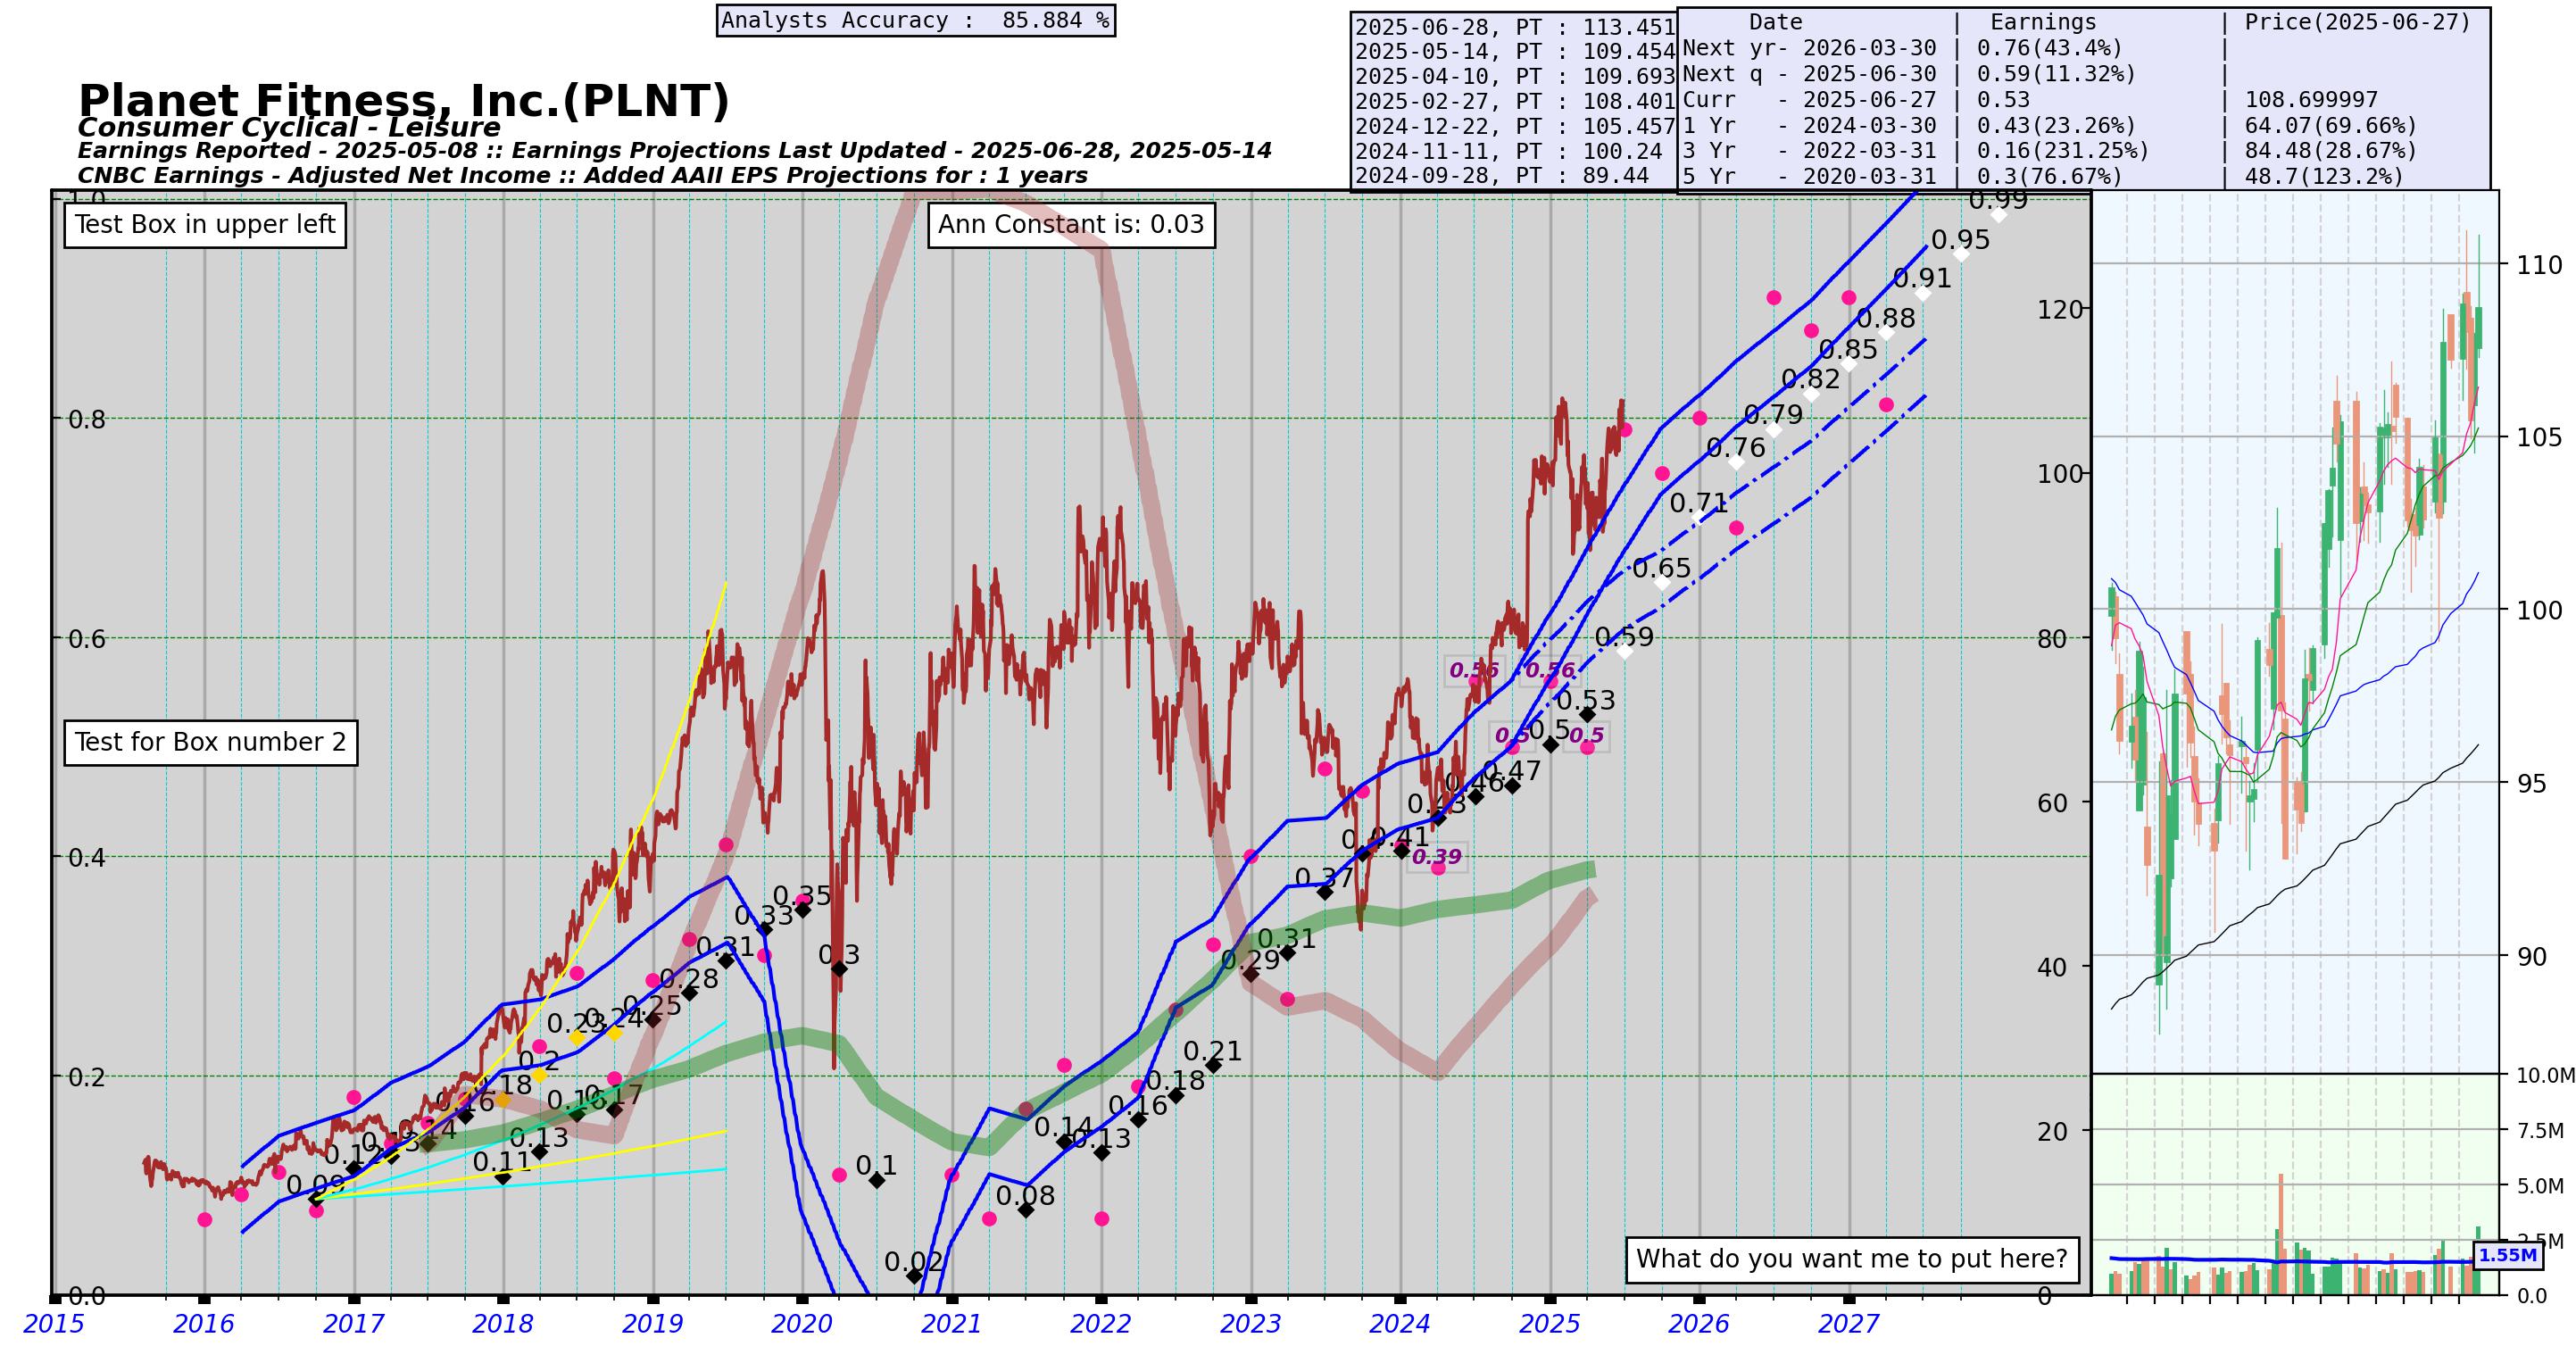 Analysts Accuracy :  85.884 %
2025-06-28, PT : 113.451
2025-05-14, PT : 109.454
2025-04-10, PT : 109.693
2025-02-27, PT : 108.401
2024-12-22, PT : 105.457
2024-11-11, PT : 100.24
2024-09-28, PT : 89.44
Date | Earnings | Price(2025-06-27)
Next yr- 2026-03-30 | 0.76(43.4%) |
Next q - 2025-06-30 | 0.59(11.32%) |
Curr - 2025-06-27 | 0.53 | 108.699997
1 Yr - 2024-03-30 | 0.43(23.26%) | 64.07(69.66%)
3 Yr - 2022-03-31 | 0.16(231.25%) | 84.48(28.67%)
5 Yr - 2020-03-31 | 0.3(76.67%) | 48.7(123.2%)
Planet Fitness, Inc.(PLNT)
Consumer Cyclical - Leisure
Earnings Reported - 2025-05-08 :: Earnings Projections Last Updated - 2025-06-28, 2025-05-14
CNBC Earnings - Adjusted Net Income :: Added AAII EPS Projections for : 1 years
1.0
0.8
0.6
0.4
0.2
0.0
Test Box in upper left
Ann Constant is: 0.03
Test for Box number 2
What do you want me to put here?
0.09
0.12
0.13
0.14
0.16
0.18
0.11
0.2
0.13
0.23
0.16
0.24
0.17
0.25
0.28
0.31
0.33
0.35
0.3
0.1
0.02
0.08
0.14
0.13
0.16
0.18
0.21
0.29
0.31
0.37
0.4
0.41
0.39
0.43
0.46
0.56
0.47
0.5
0.5
0.56
0.53
0.5
0.59
0.65
0.71
0.76
0.79
0.82
0.85
0.88
0.91
0.95
0.99
120
100
80
60
40
20
0
110
105
100
95
90
10.0M
7.5M
5.0M
2.5M
1.55M
0.0
2015 2016 2017 2018 2019 2020 2021 2022 2023 2024 2025 2026 2027